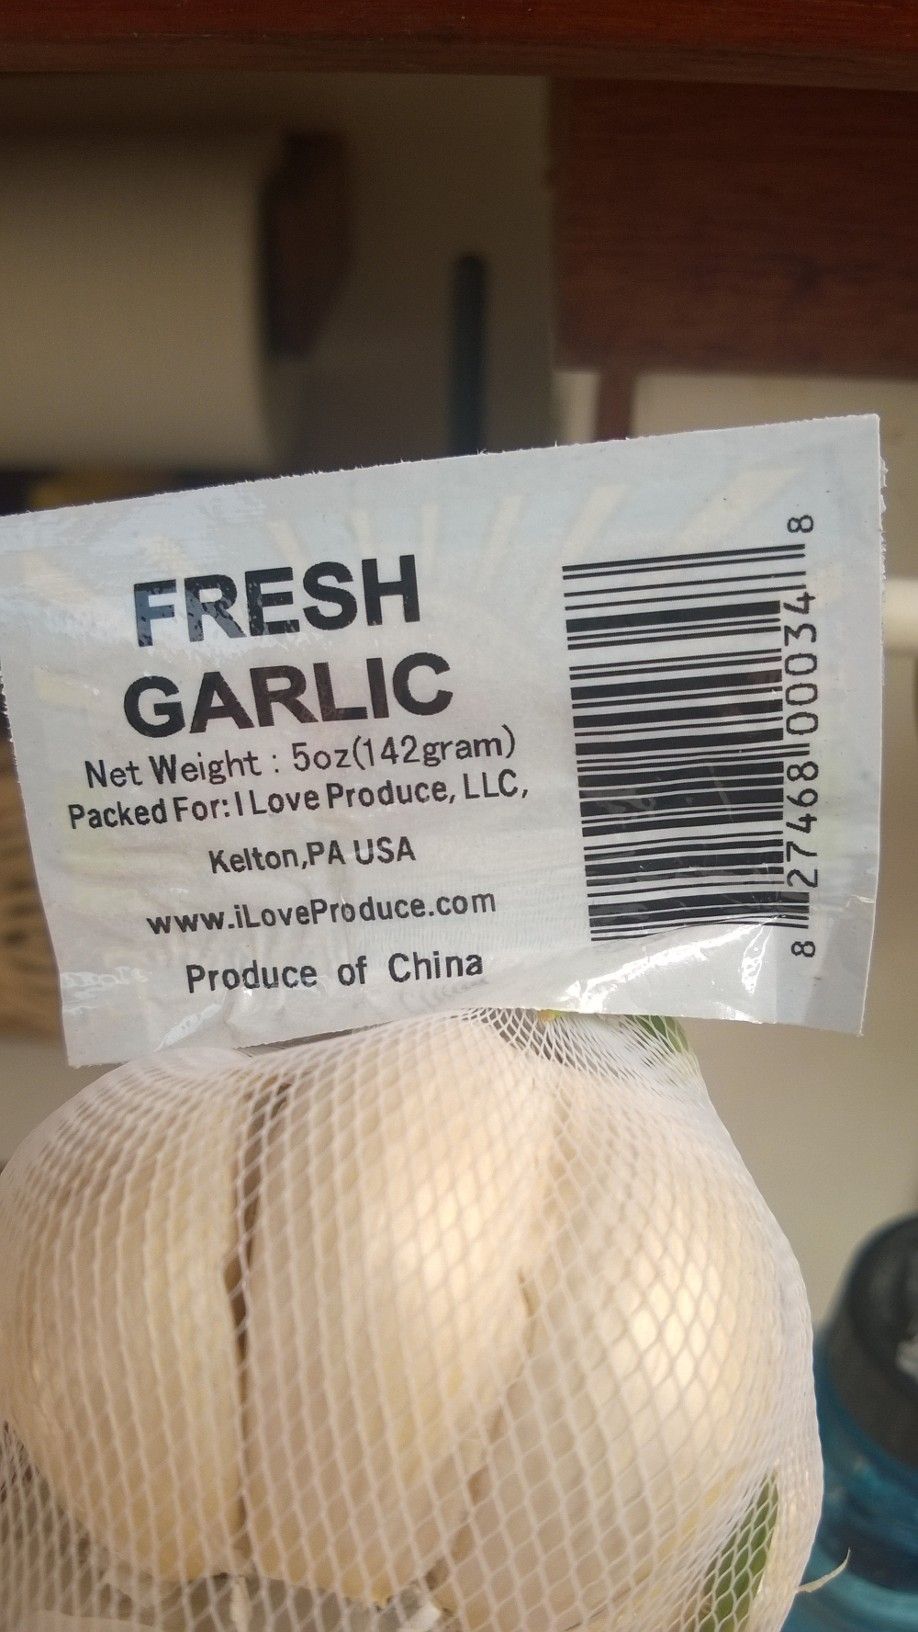 FRESH
GARLIC
Net Weight : 5oz(142gram)
Packed For: I Love Produce, LLC,
Kelton,PA USA
www.iLoveProduce.com
Produce of China
8 27468 00034 8